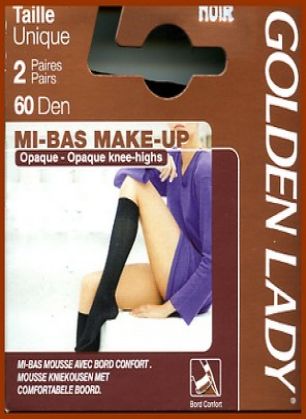 Taille
Unique
NOIR
2 Paires
Pairs
60 Den
MI-BAS MAKE-UP
Opaque - Opaque knee-highs
GOLDEN LADY
MI-BAS MOUSSE AVEC BORD CONFORT.
MOUSSE KNIEKOUSEN MET
COMFORTABELE BOORD.
Bord Confort